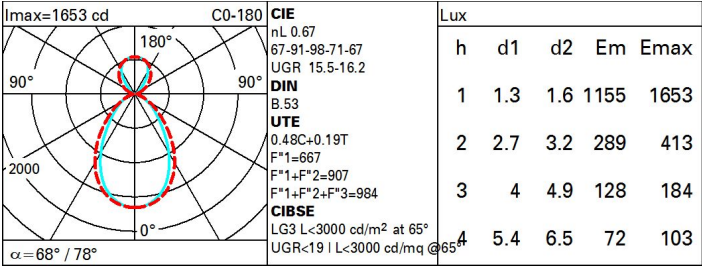 Imax=1653 cd C0-180
180°
90° 90°
2000
0°
α=68° / 78°
CIE
nL 0.67
67-91-98-71-67
UGR 15.5-16.2
DIN
B.53
UTE
0.48C+0.19T
F"1=667
F"1+F"2=907
F"1+F"2+F"3=984
CIBSE
LG3 L<3000 cd/m² at 65°
UGR<19 | L<3000 cd/mq @65°
Lux
h d1 d2 Em Emax
1 1.3 1.6 1155 1653
2 2.7 3.2 289 413
3 4 4.9 128 184
4 5.4 6.5 72 103